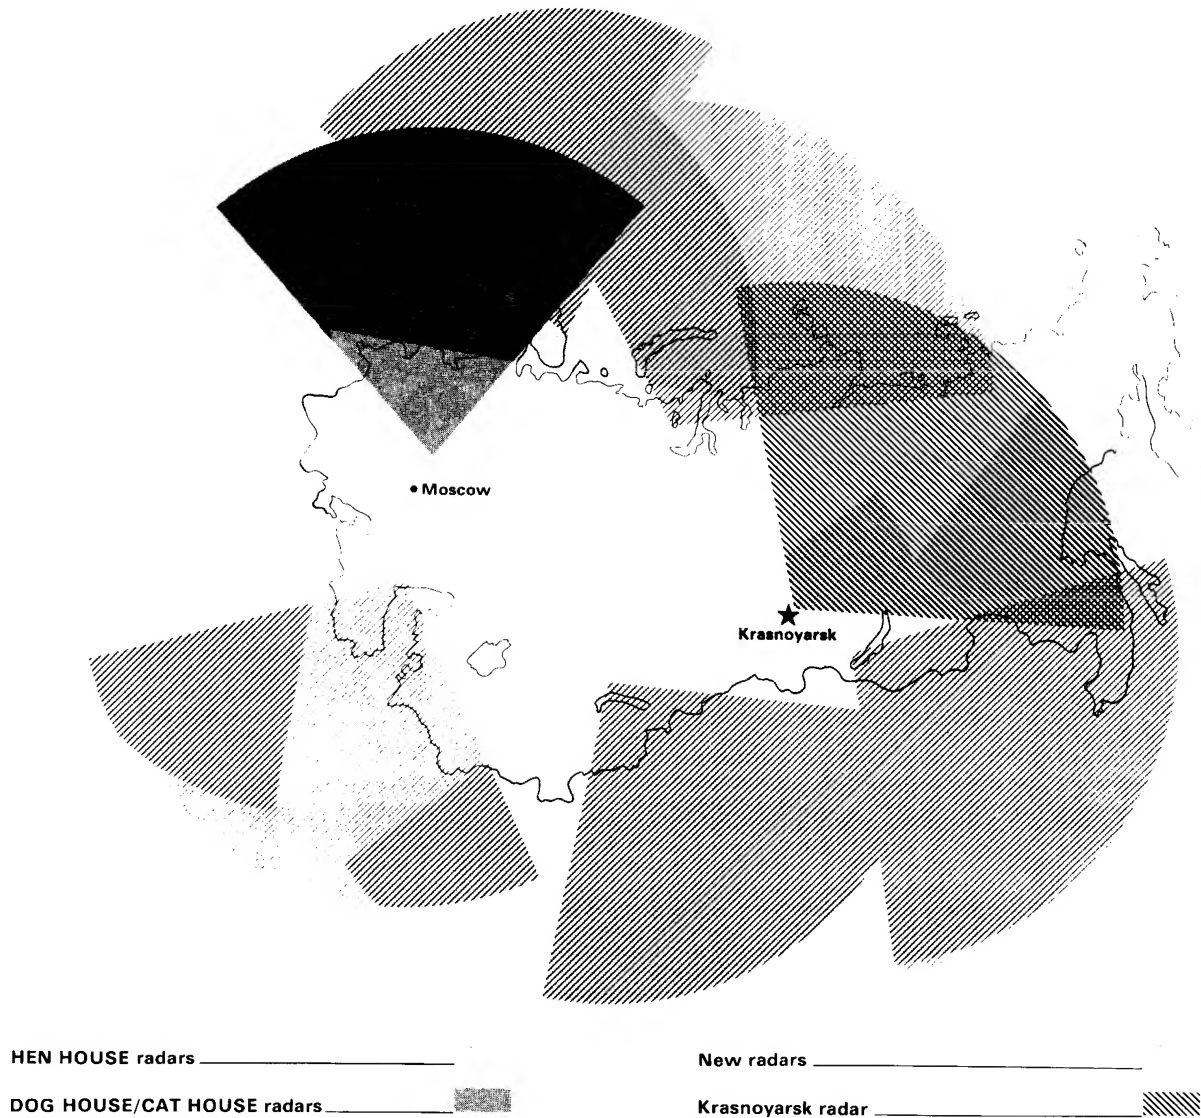 Moscow
Krasnoyarsk
HEN HOUSE radars
New radars
DOG HOUSE/CAT HOUSE radars
Krasnoyarsk radar